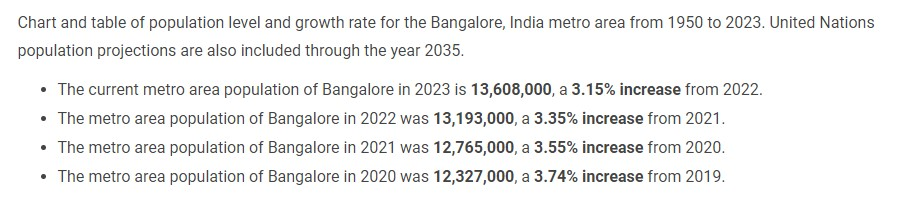 Chart and table of population level and growth rate for the Bangalore, India metro area from 1950 to 2023. United Nations
population projections are also included through the year 2035.
• The current metro area population of Bangalore in 2023 is 13,608,000, a 3.15% increase from 2022.
• The metro area population of Bangalore in 2022 was 13,193,000, a 3.35% increase from 2021.
• The metro area population of Bangalore in 2021 was 12,765,000, a 3.55% increase from 2020.
• The metro area population of Bangalore in 2020 was 12,327,000, a 3.74% increase from 2019.